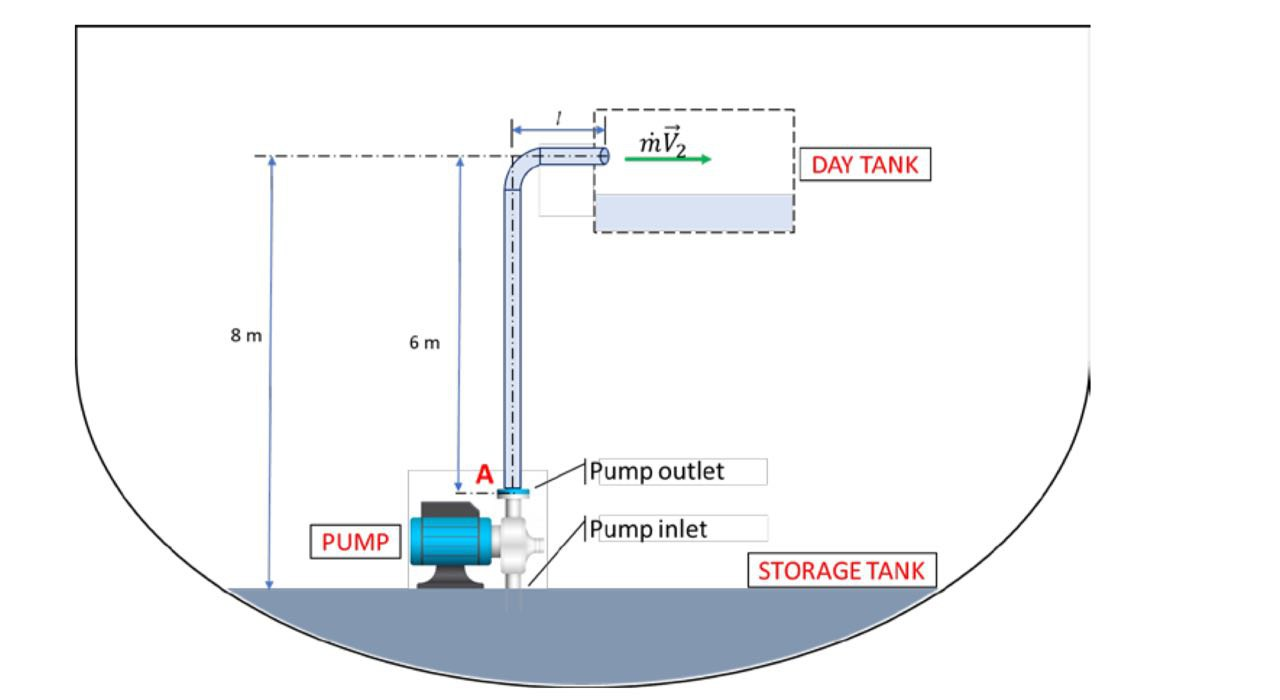 l
ṁV⃗₂
DAY TANK
8 m
6 m
A
Pump outlet
Pump inlet
PUMP
STORAGE TANK